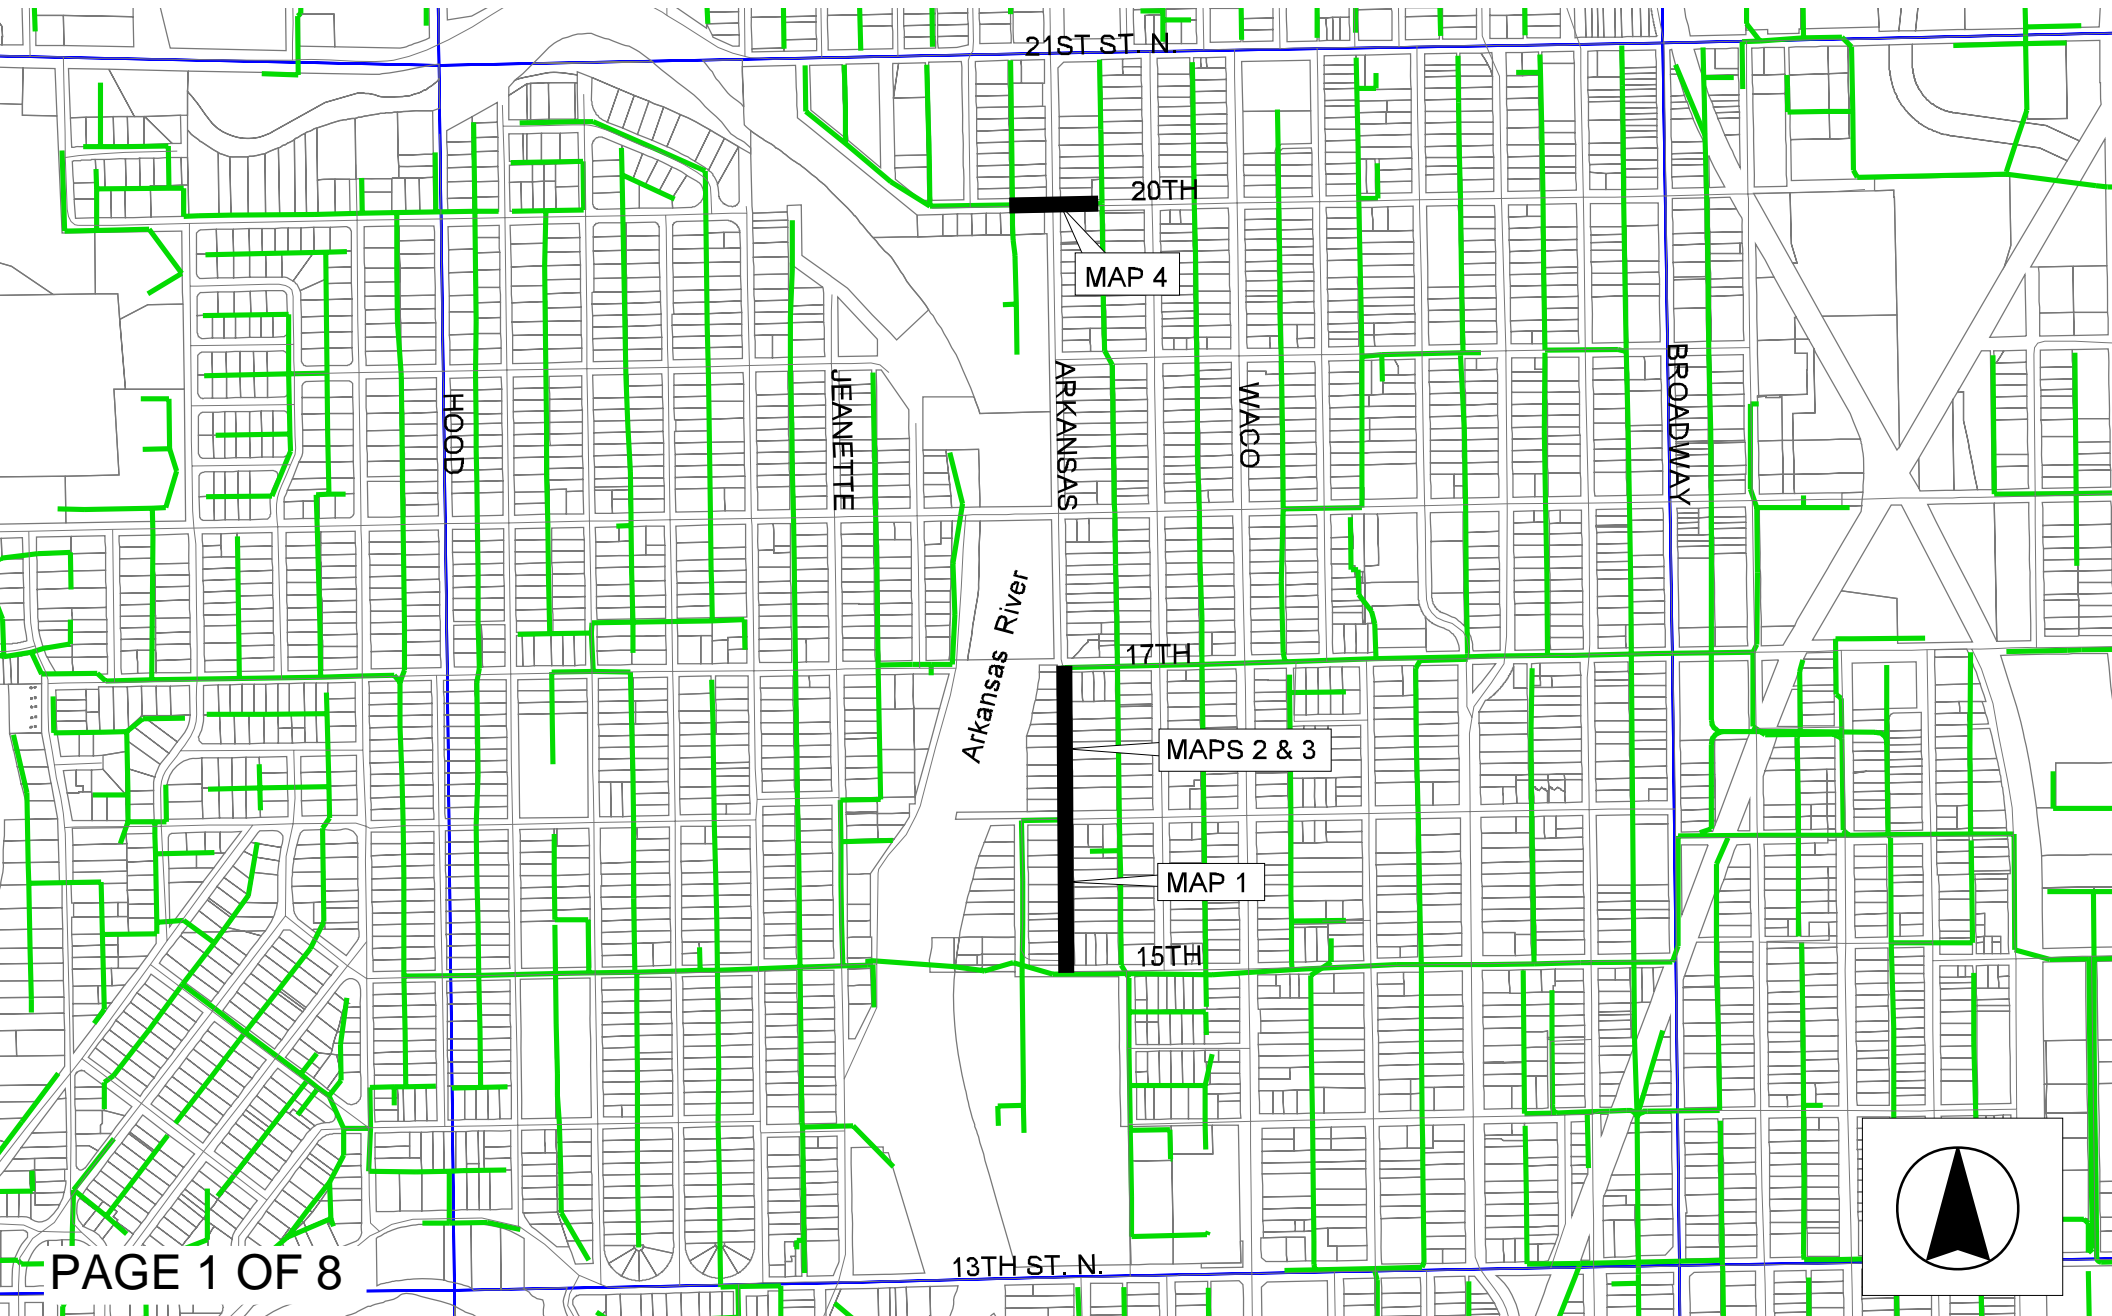 21ST ST. N.
20TH
MAP 4
HOOD
JEANETTE
ARKANSAS
WACO
BROADWAY
Arkansas River
17TH
MAPS 2 & 3
MAP 1
15TH
13TH ST. N.
PAGE 1 OF 8